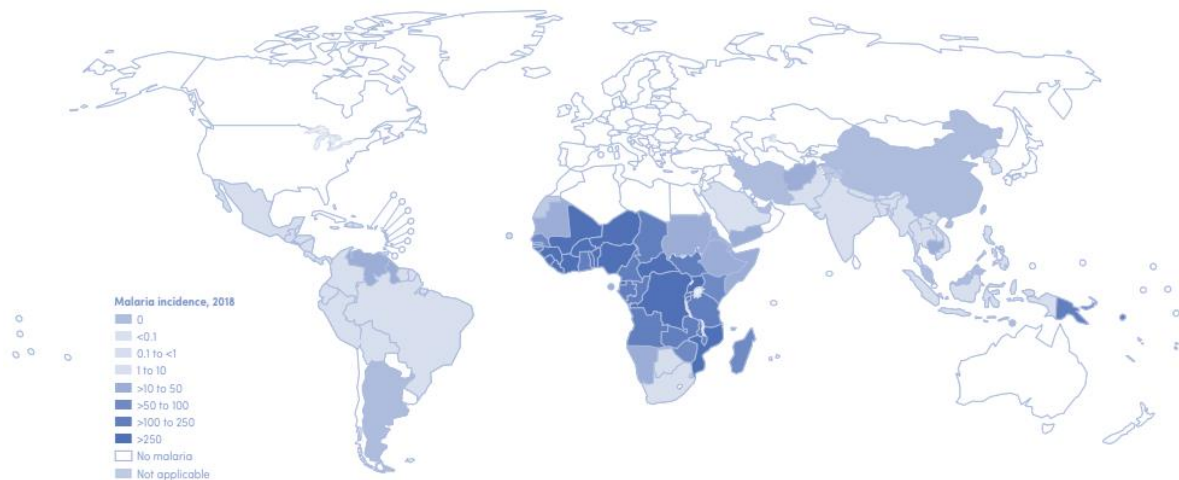 Malaria incidence, 2018
0
<0.1
0.1 to <1
1 to 10
>10 to 50
>50 to 100
>100 to 250
>250
No malaria
Not applicable